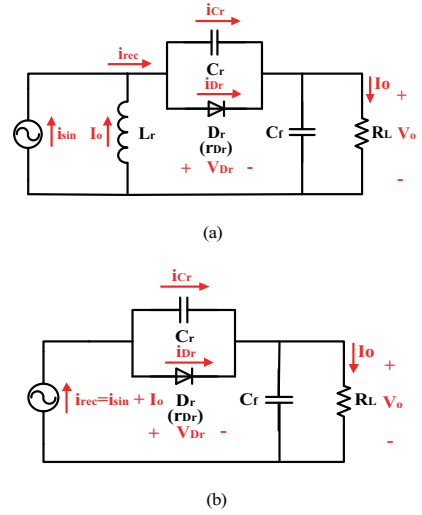 iCr
irec
Cr
iDr
Io
+
isin
Io
Lr
Dr
Cf
RL
Vo
(rDr)
+ VDr -
-
(a)
iCr
Cr
iDr
Io
+
irec=isin + Io
Dr
Cf
RL
Vo
(rDr)
+ VDr -
-
(b)